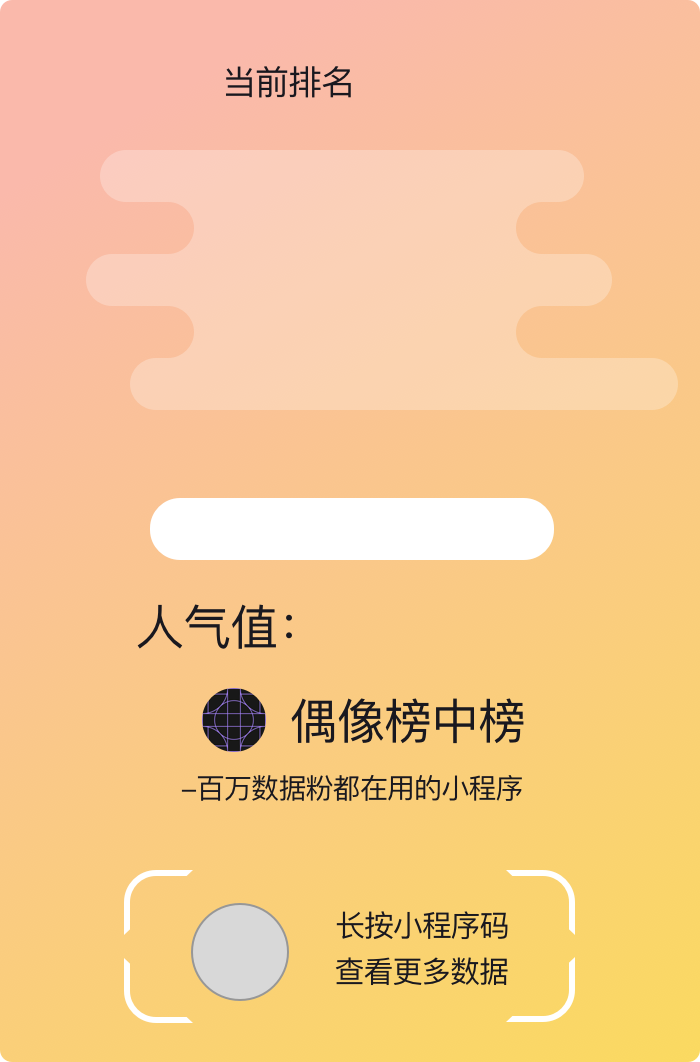 当前排名
人气值：
偶像榜中榜
–百万数据粉都在用的小程序
长按小程序码
查看更多数据